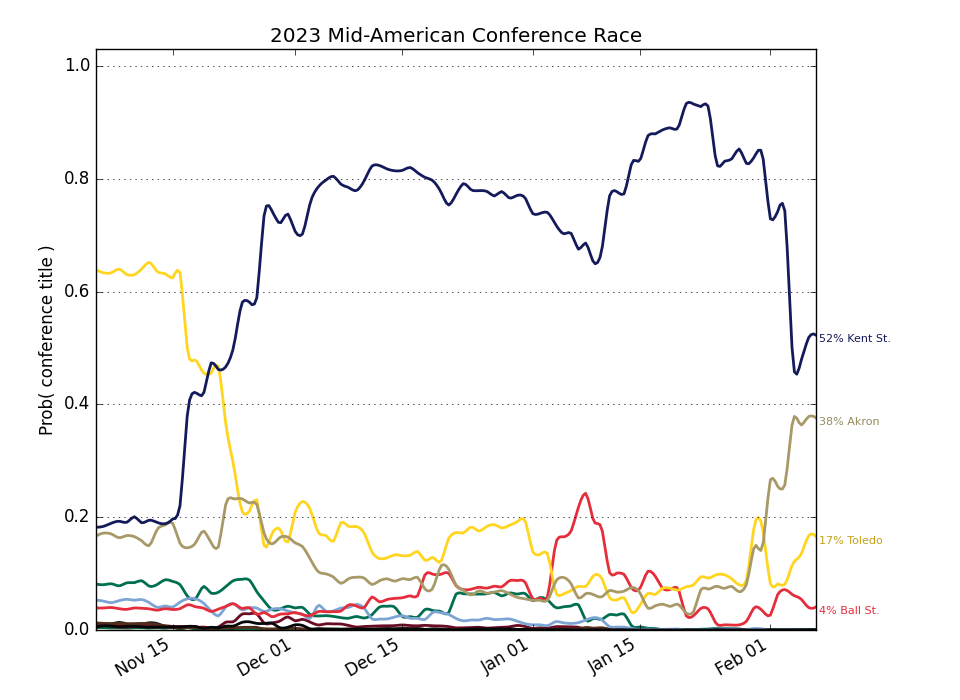 2023 Mid-American Conference Race
Prob( conference title )
1.0
0.8
0.6
0.4
0.2
0.0
52% Kent St.
38% Akron
17% Toledo
4% Ball St.
Nov 15
Dec 01
Dec 15
Jan 01
Jan 15
Feb 01